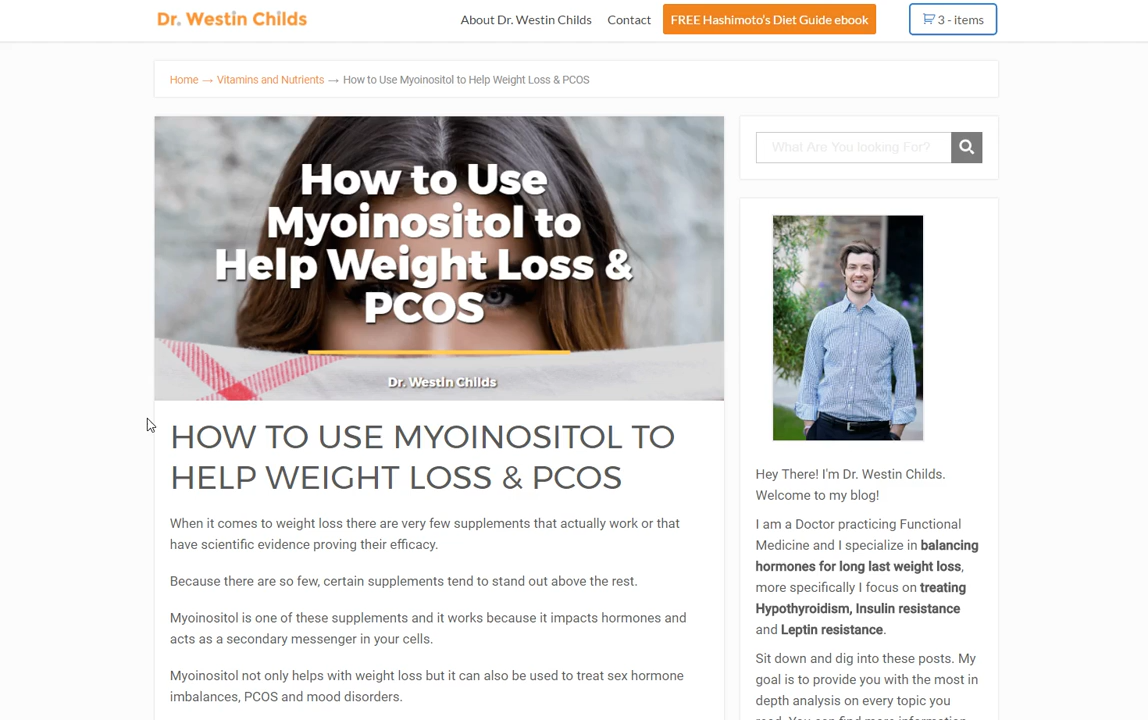 Dr. Westin Childs
About Dr. Westin Childs
Contact
FREE Hashimoto's Diet Guide ebook
3 - items
Home → Vitamins and Nutrients → How to Use Myoinositol to Help Weight Loss & PCOS
How to Use
Myoinositol to
Help Weight Loss &
PCOS
Dr. Westin Childs
HOW TO USE MYOINOSITOL TO
HELP WEIGHT LOSS & PCOS
When it comes to weight loss there are very few supplements that actually work or that
have scientific evidence proving their efficacy.
Because there are so few, certain supplements tend to stand out above the rest.
Myoinositol is one of these supplements and it works because it impacts hormones and
acts as a secondary messenger in your cells.
Myoinositol not only helps with weight loss but it can also be used to treat sex hormone
imbalances, PCOS and mood disorders.
What Are You looking For?
Hey There! I'm Dr. Westin Childs.
Welcome to my blog!
I am a Doctor practicing Functional
Medicine and I specialize in balancing
hormones for long last weight loss,
more specifically I focus on treating
Hypothyroidism, Insulin resistance
and Leptin resistance.
Sit down and dig into these posts. My
goal is to provide you with the most in
depth analysis on every topic you
read. You can find more information